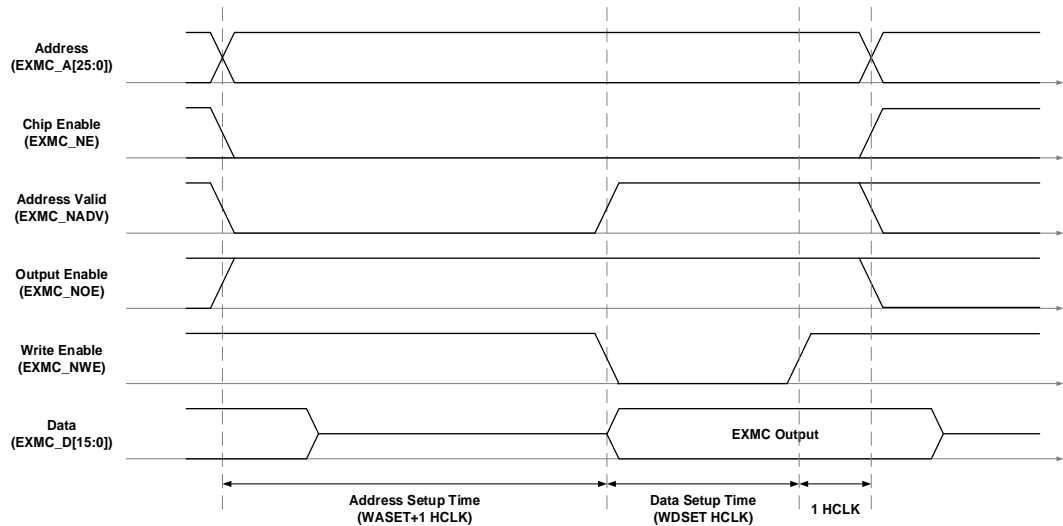 Address
(EXMC_A[25:0])
Chip Enable
(EXMC_NE)
Address Valid
(EXMC_NADV)
Output Enable
(EXMC_NOE)
Write Enable
(EXMC_NWE)
Data
(EXMC_D[15:0])
EXMC Output
Address Setup Time
(WASET+1 HCLK)
Data Setup Time
(WDSET HCLK)
1 HCLK